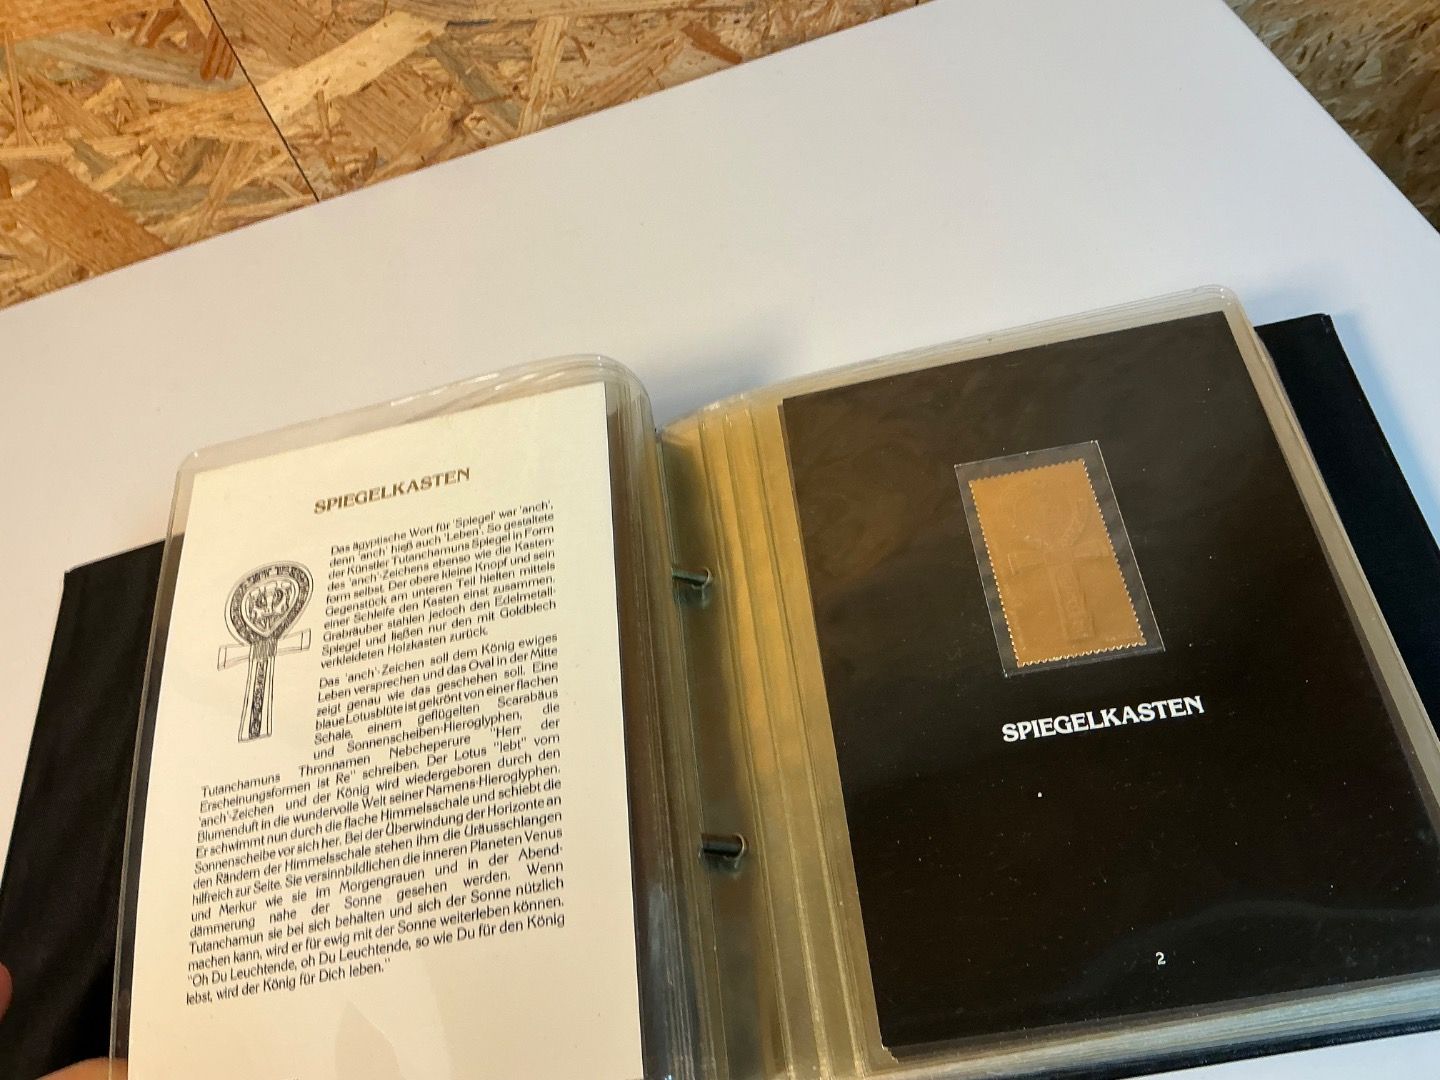 SPIEGELKASTEN
Das ägyptische Wort für 'Spiegel' war 'anch',
denn 'anch' hieß auch 'Leben'. So gestaltete
der Künstler Tutanchamuns Spiegel in Form
des 'anch'-Zeichens ebenso wie die Kasten
form selbst. Der obere kleine Knopf und sein
Gegenstück am unteren Teil hielten mittels
einer Schleife den Kasten einst zusammen
Grabräuber stahlen jedoch den Edelmetall-
Spiegel und ließen nur den mit Goldblech
verkleideten Holzkasten zurück.
Das 'anch'-Zeichen soll dem König ewiges
Leben versprechen und das Oval in der Mitte
zeigt genau wie das geschehen soll. Eine
blaue Lotusblüte ist gekrönt von einer flachen
Schale, einem geflügelten Scarabäus
und Sonnenscheiben-Hieroglyphen, die
Tutanchamuns Thronnamen Nebcheperure "Herr der
Erscheinungsformen ist Re" schreiben. Der Lotus "lebt" vom
'anch'-Zeichen und der König wird wiedergeboren durch den
Blumenduft in die wundervolle Welt seiner Namens-Hieroglyphen.
Er schwimmt nun durch die flache Himmelsschale und schiebt die
Sonnenscheibe vor sich her. Bei der Überwindung der Horizonte an
den Rändern der Himmelsschale stehen ihm die Uräusschlangen
hilfreich zur Seite. Sie versinnbildlichen die inneren Planeten Venus
und Merkur wie sie im Morgengrauen und in der Abend-
dämmerung nahe der Sonne gesehen werden. Wenn
Tutanchamun sie bei sich behalten und sich der Sonne nützlich
machen kann, wird er für ewig mit der Sonne weiterleben können.
"Oh Du Leuchtende, oh Du Leuchtende, so wie Du für den König
lebst, wird der König für Dich leben."
SPIEGELKASTEN
2